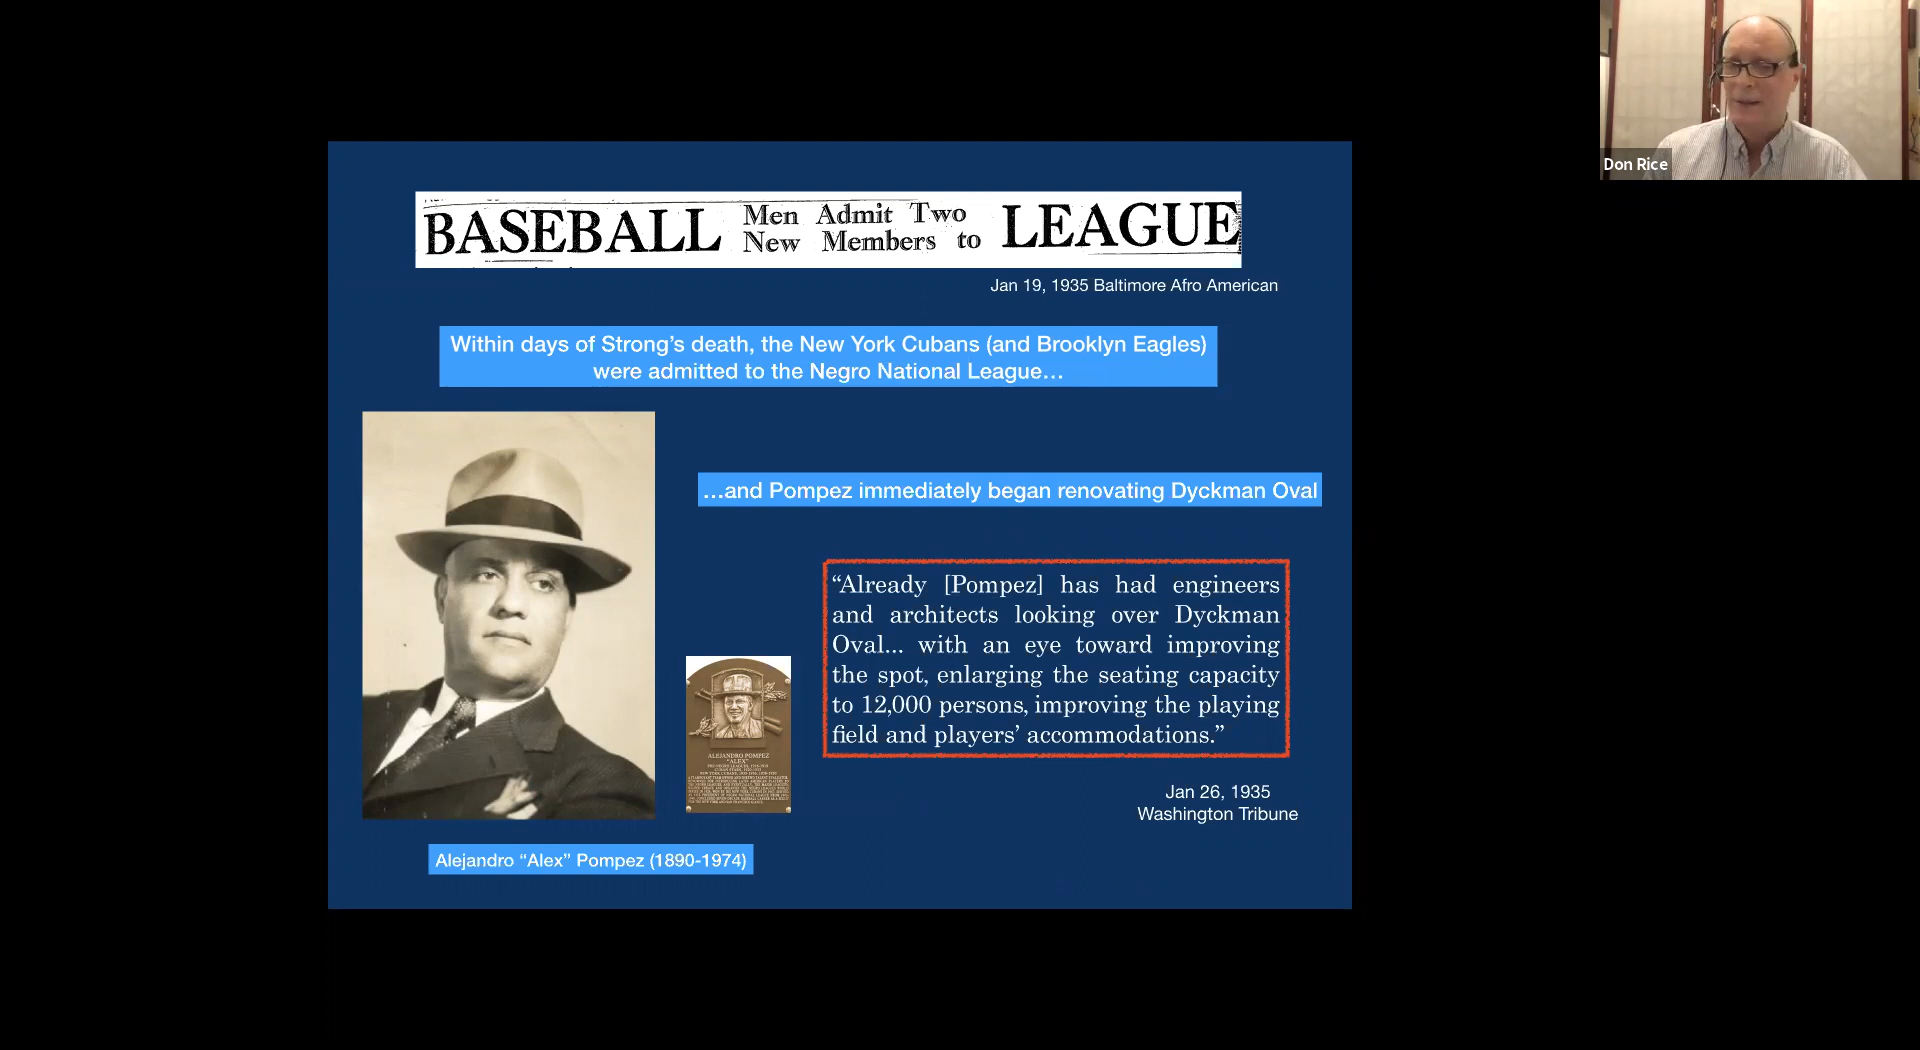 Don Rice
BASEBALL Men Admit Two New Members to LEAGUE
Jan 19, 1935 Baltimore Afro American
Within days of Strong’s death, the New York Cubans (and Brooklyn Eagles)
were admitted to the Negro National League…
…and Pompez immediately began renovating Dyckman Oval
“Already [Pompez] has had engineers
and architects looking over Dyckman
Oval... with an eye toward improving
the spot, enlarging the seating capacity
to 12,000 persons, improving the playing
field and players’ accommodations.”
Jan 26, 1935
Washington Tribune
ALEJANDRO POMPEZ
“ALEX”
Alejandro “Alex” Pompez (1890-1974)